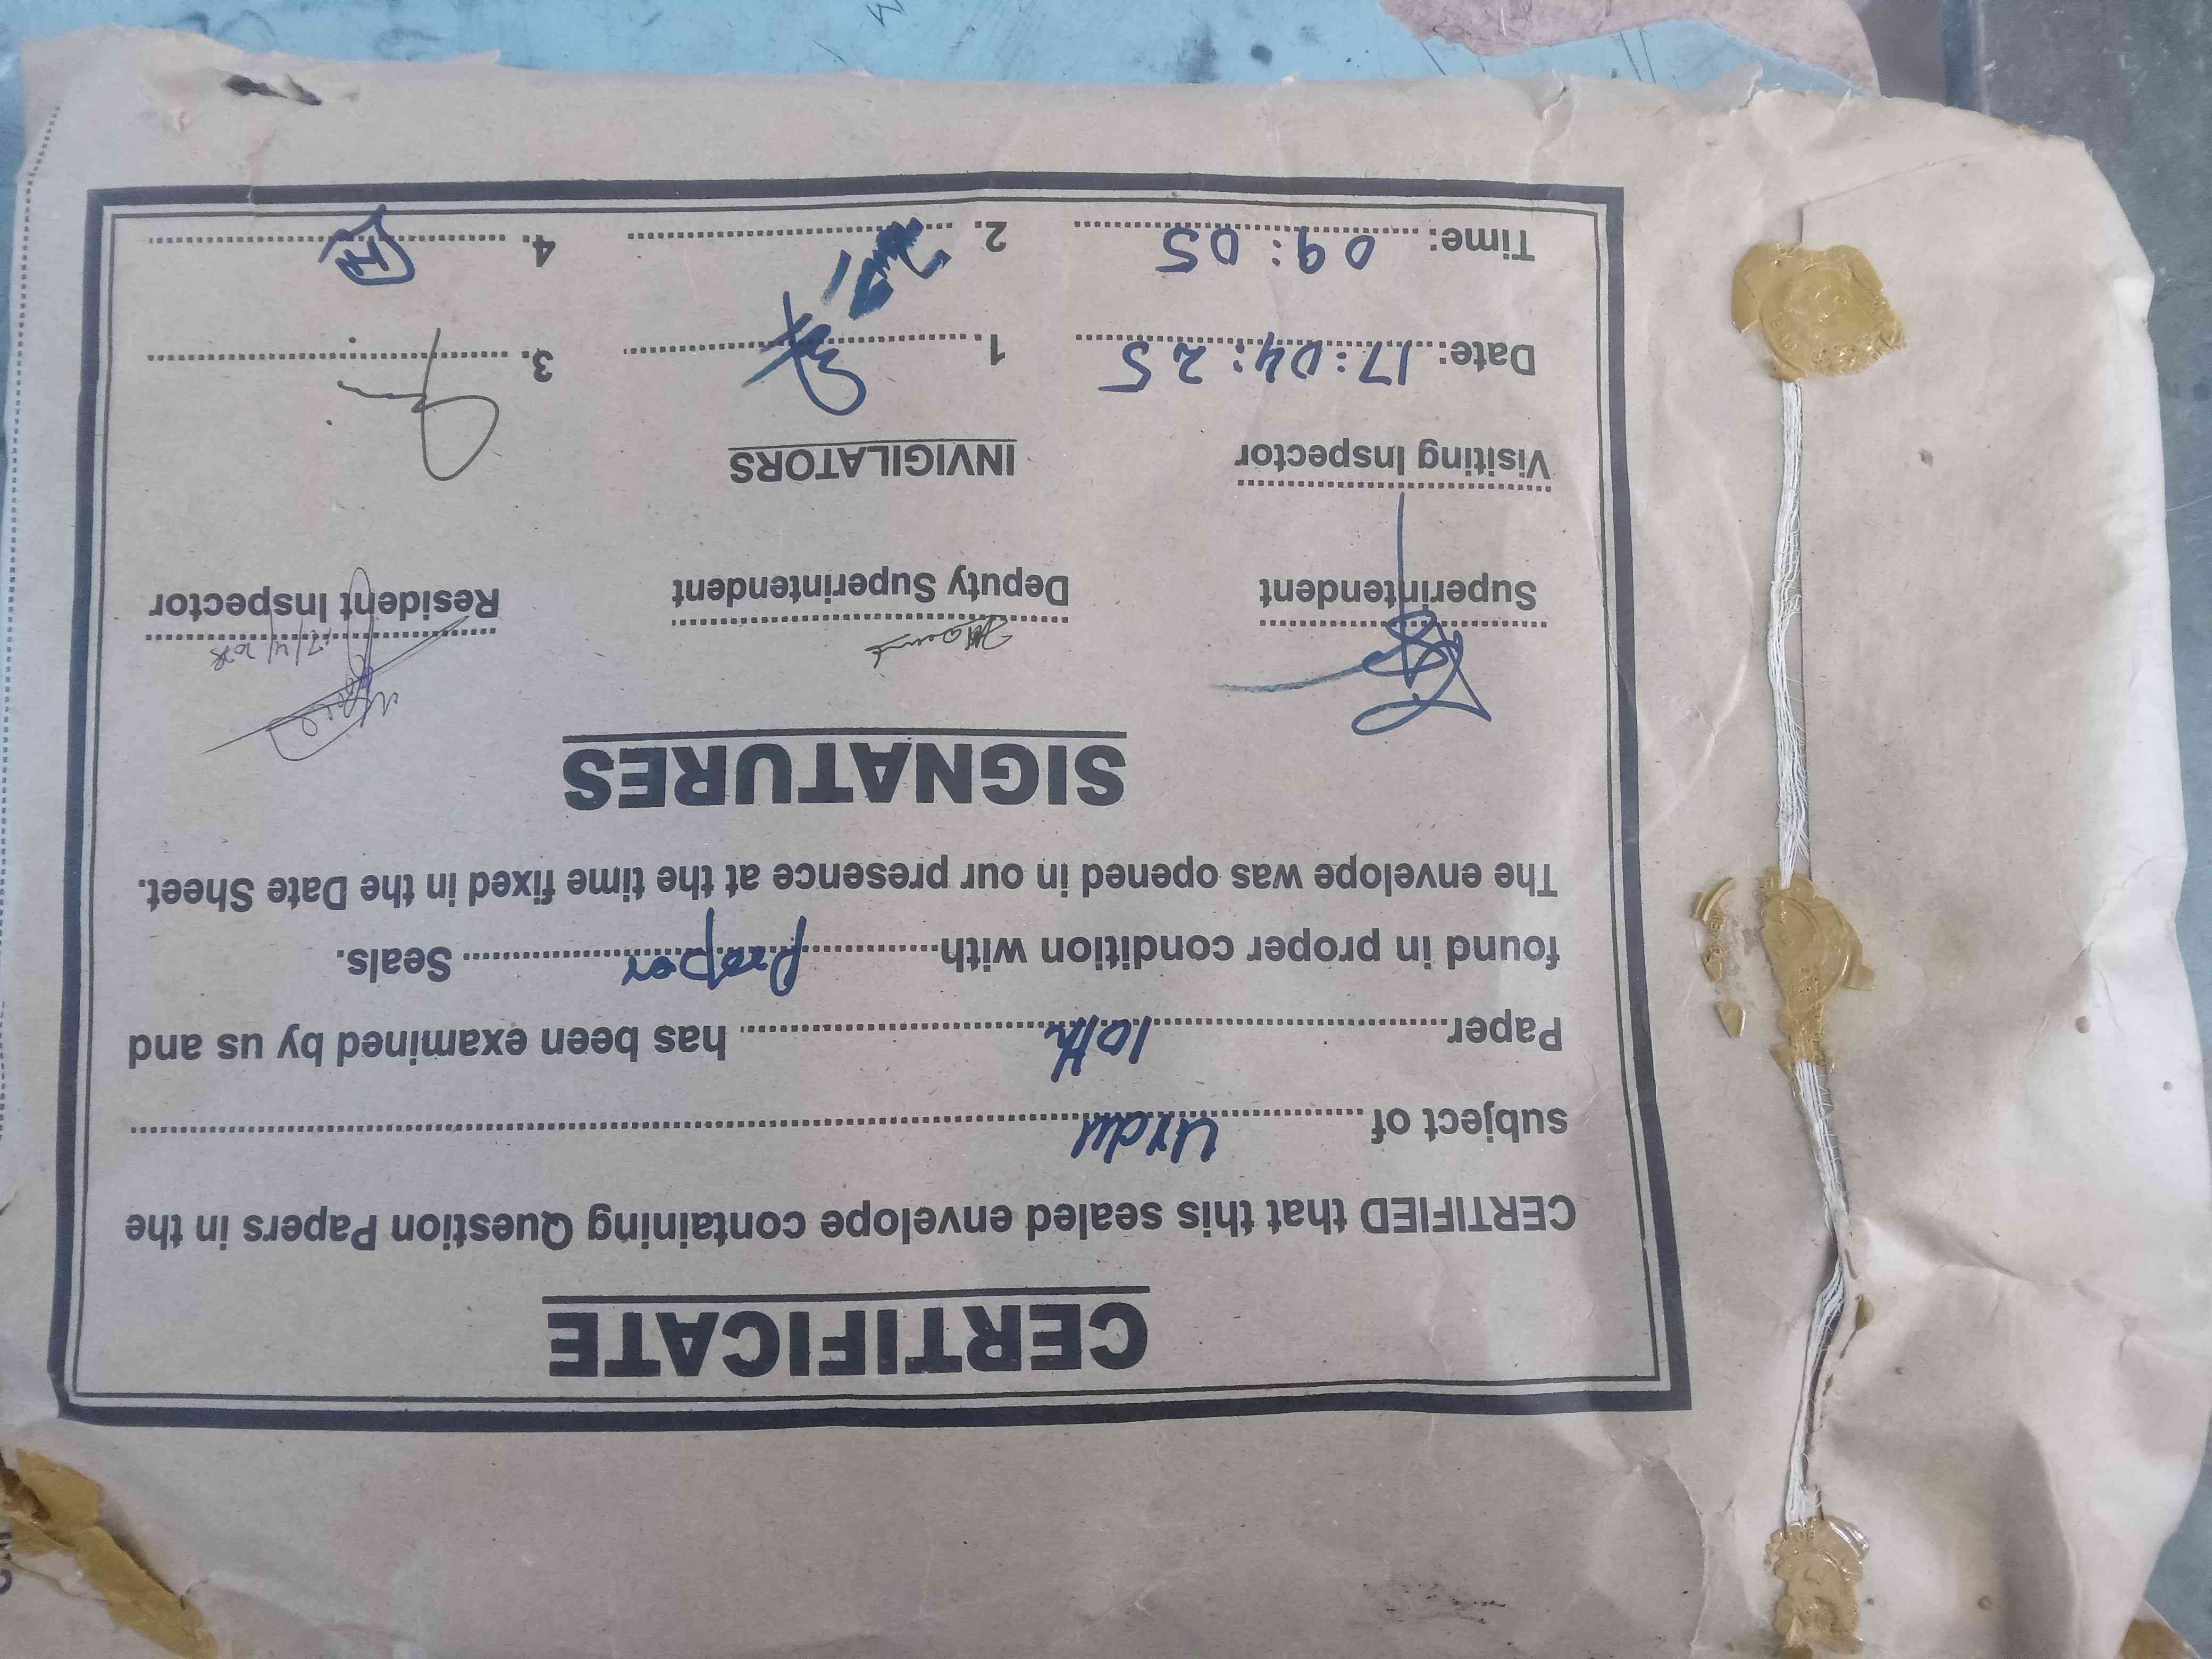 CERTIFICATE
CERTIFIED that this sealed envelope containing Question Papers in the
subject of Urdu
Paper 10th has been examined by us and
found in proper condition with proper Seals.
The envelope was opened in our presence at the time fixed in the Date Sheet.
SIGNATURES
17/4/2025
Superintendent Deputy Superintendent Resident Inspector
Visiting Inspector INVIGILATORS
Date: 17:04:25 1. 3.
Time: 09:05 2. 4.